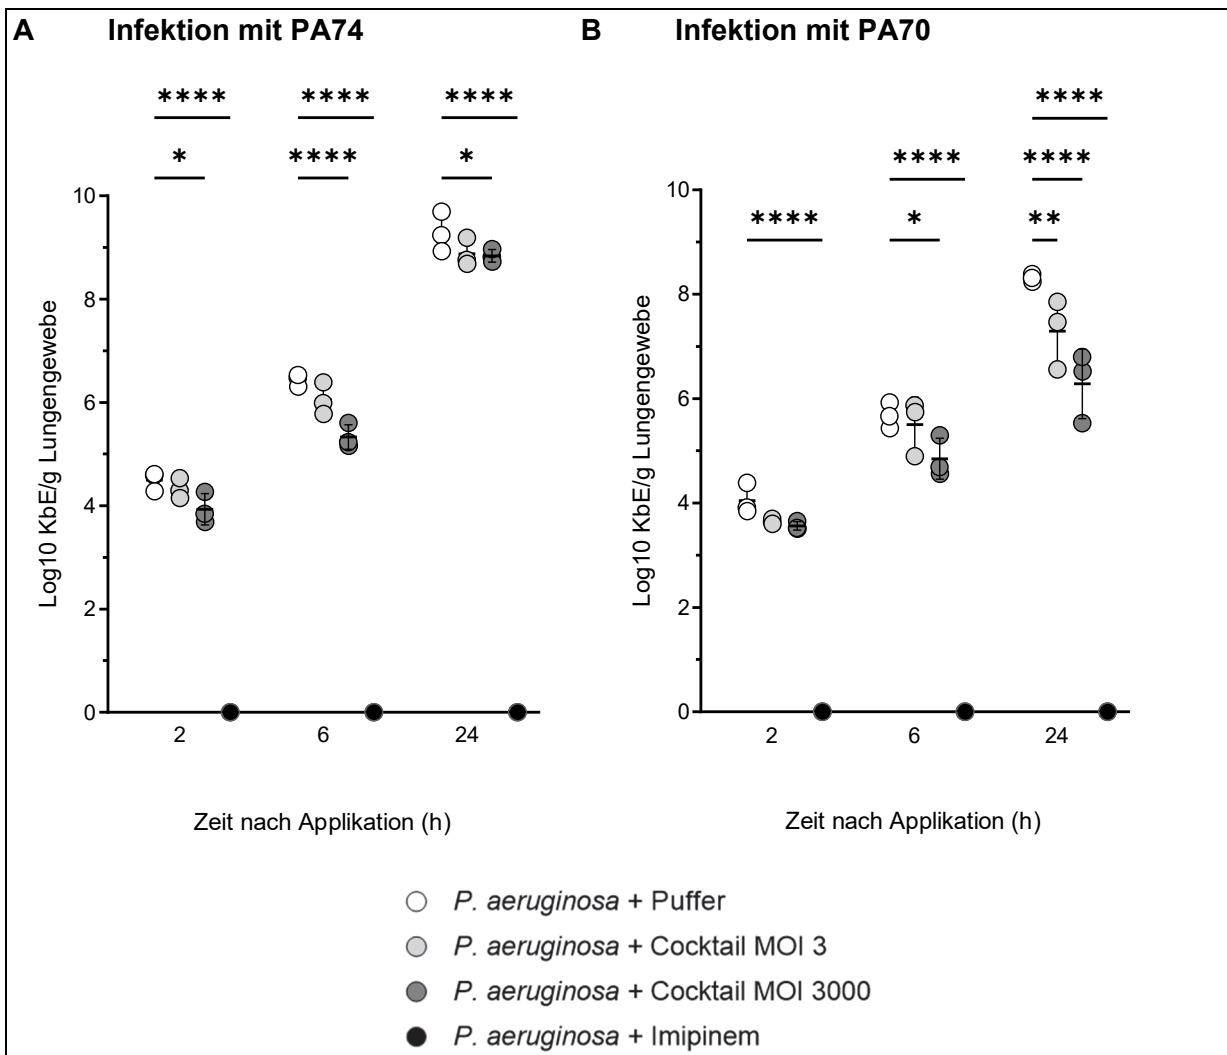 A Infektion mit PA74
**** **** ****
* **** *
10
8
6
4
2
0
Log10 KbE/g Lungengewebe
2 6 24
Zeit nach Applikation (h)
B Infektion mit PA70
****
**** ****
**** * **
10
8
6
4
2
0
Log10 KbE/g Lungengewebe
2 6 24
Zeit nach Applikation (h)
P. aeruginosa + Puffer
P. aeruginosa + Cocktail MOI 3
P. aeruginosa + Cocktail MOI 3000
P. aeruginosa + Imipinem